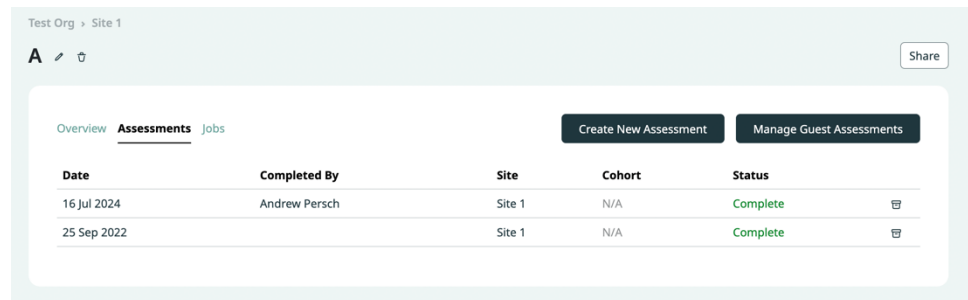 Test Org › Site 1
A
Share
Overview Assessments Jobs
Create New Assessment
Manage Guest Assessments
Date Completed By Site Cohort Status
16 Jul 2024 Andrew Persch Site 1 N/A Complete
25 Sep 2022 Site 1 N/A Complete